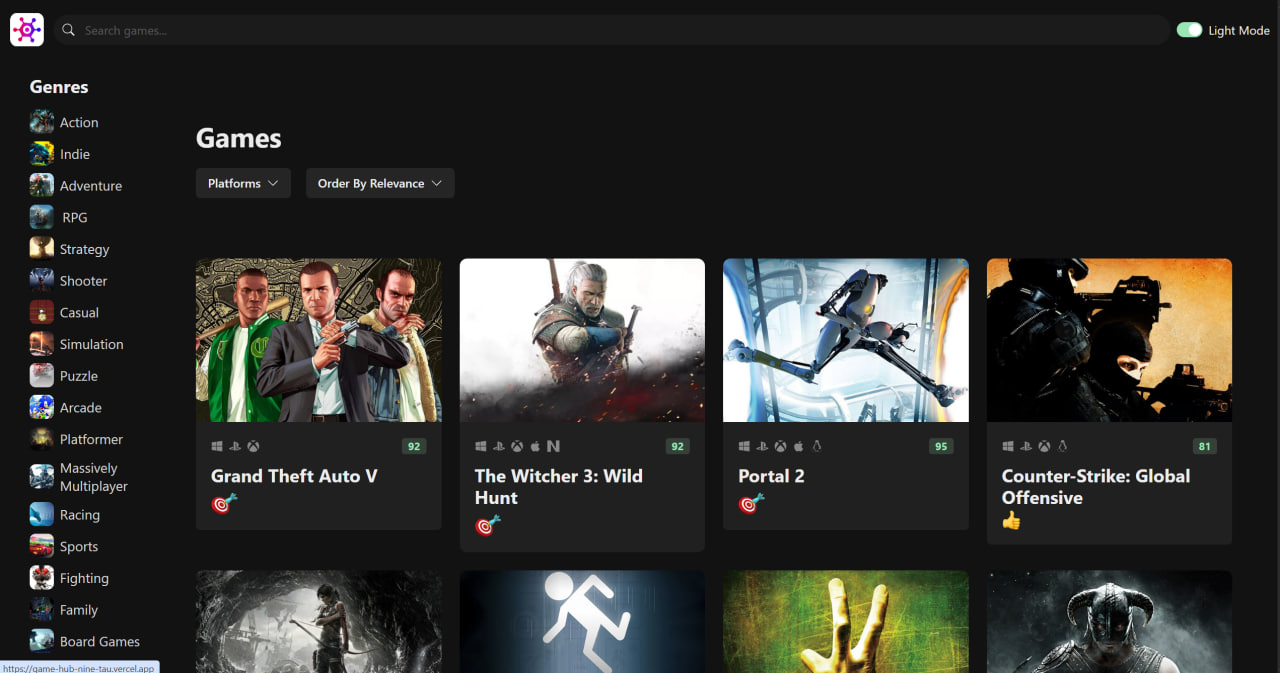 Search games...
Light Mode
Genres
Action
Indie
Adventure
RPG
Strategy
Shooter
Casual
Simulation
Puzzle
Arcade
Platformer
Massively
Multiplayer
Racing
Sports
Fighting
Family
Board Games
Games
Platforms
Order By Relevance
92
Grand Theft Auto V
92
The Witcher 3: Wild
Hunt
95
Portal 2
81
Counter-Strike: Global
Offensive
https://game-hub-nine-tau.vercel.app